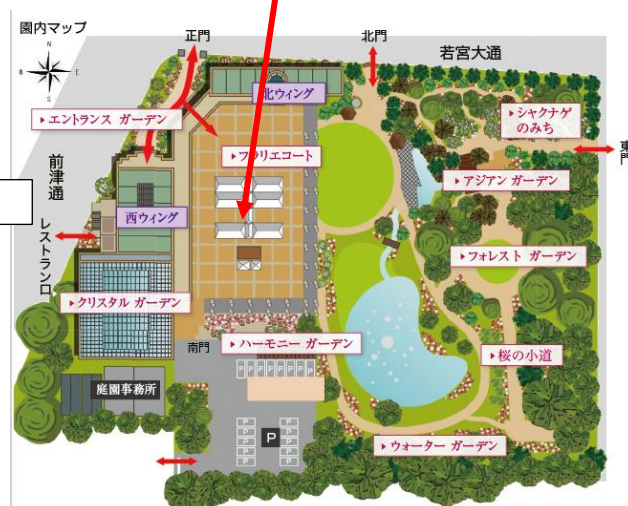 園内マップ
N
W
E
S
正門
北門
若宮大通
北ウィング
エントランス ガーデン
シャクナゲ
のみち
東門
前津通
フラリエコート
アジアン ガーデン
西ウィング
レストラン口
フォレスト ガーデン
クリスタル ガーデン
南門
ハーモニー ガーデン
桜の小道
P P P P P P P P
庭園事務所
P
ウォーター ガーデン